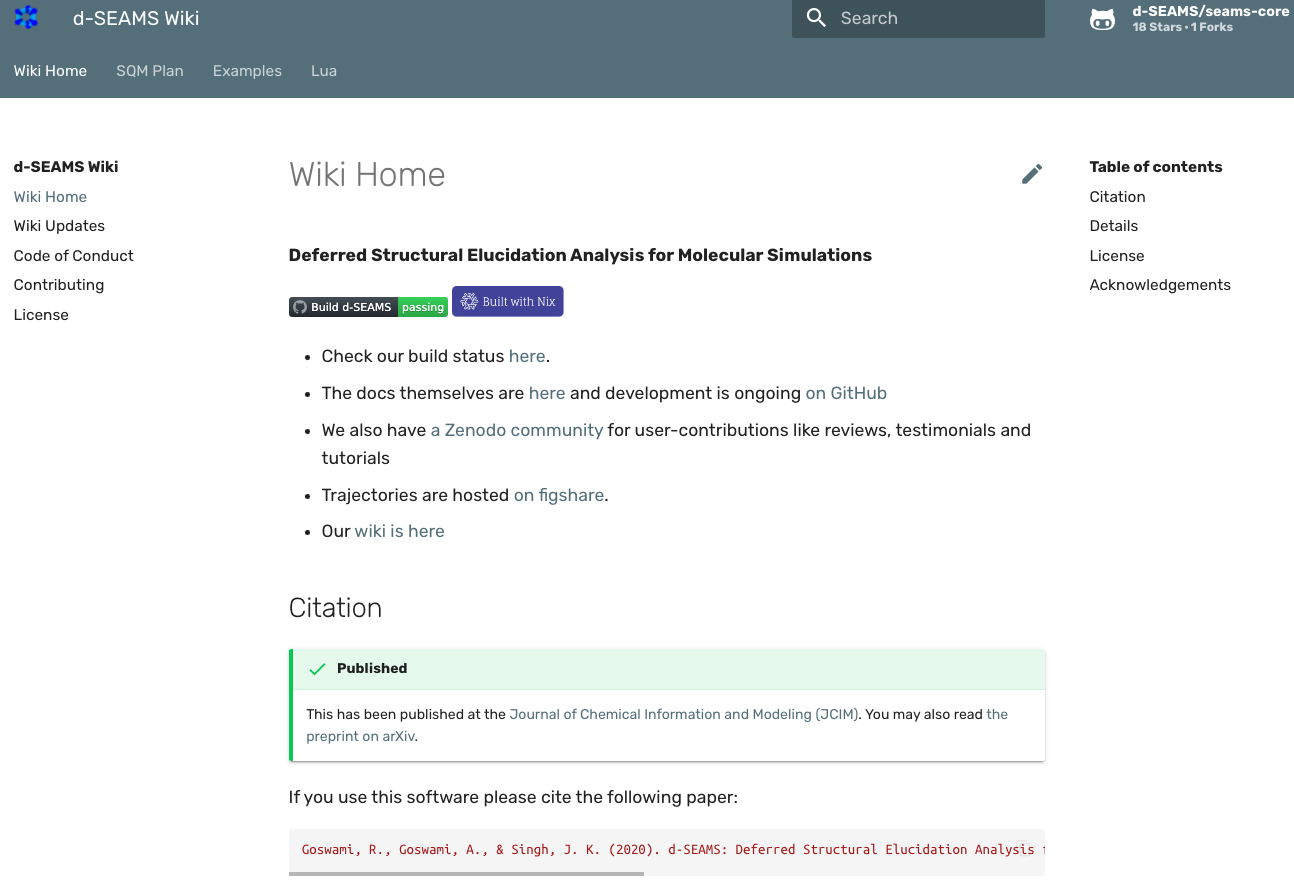 d-SEAMS Wiki
Search
d-SEAMS/seams-core
18 Stars • 1 Forks
Wiki Home
SQM Plan
Examples
Lua
d-SEAMS Wiki
Wiki Home
Wiki Updates
Code of Conduct
Contributing
License
Wiki Home
Deferred Structural Elucidation Analysis for Molecular Simulations
Build d-SEAMS passing
Built with Nix
• Check our build status here.
• The docs themselves are here and development is ongoing on GitHub
• We also have a Zenodo community for user-contributions like reviews, testimonials and
tutorials
• Trajectories are hosted on figshare.
• Our wiki is here
Citation
Published
This has been published at the Journal of Chemical Information and Modeling (JCIM). You may also read the
preprint on arXiv.
If you use this software please cite the following paper:
Goswami, R., Goswami, A., & Singh, J. K. (2020). d-SEAMS: Deferred Structural Elucidation Analysis
Table of contents
Citation
Details
License
Acknowledgements